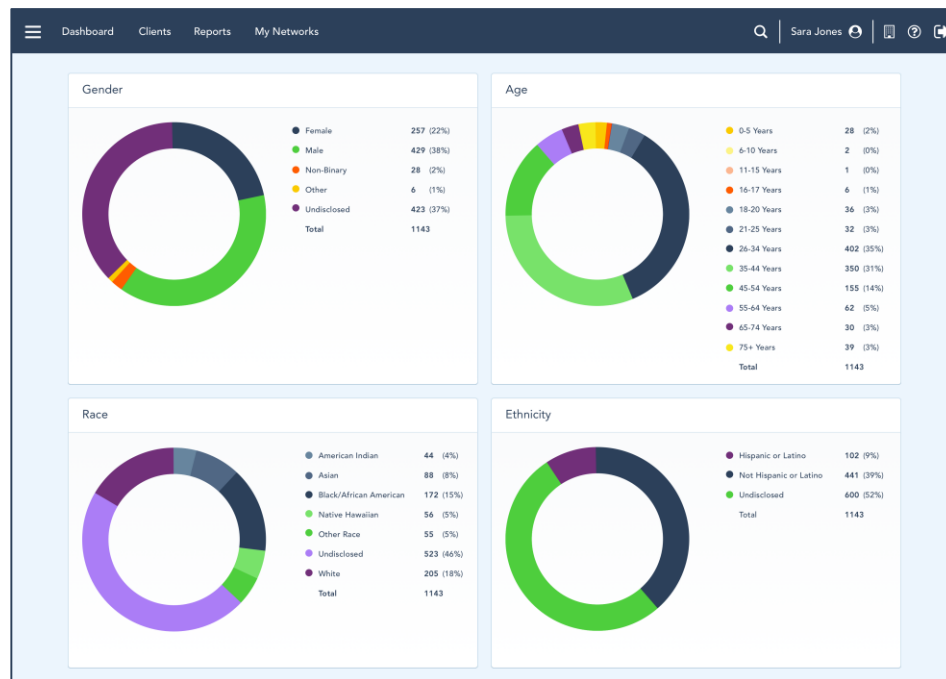 Dashboard Clients Reports My Networks Sara Jones
Gender
Female 257 (22%)
Male 429 (38%)
Non-Binary 28 (2%)
Other 6 (1%)
Undisclosed 423 (37%)
Total 1143
Age
0-5 Years 28 (2%)
6-10 Years 2 (0%)
11-15 Years 1 (0%)
16-17 Years 6 (1%)
18-20 Years 36 (3%)
21-25 Years 32 (3%)
26-34 Years 402 (35%)
35-44 Years 350 (31%)
45-54 Years 155 (14%)
55-64 Years 62 (5%)
65-74 Years 30 (3%)
75+ Years 39 (3%)
Total 1143
Race
American Indian 44 (4%)
Asian 88 (8%)
Black/African American 172 (15%)
Native Hawaiian 56 (5%)
Other Race 55 (5%)
Undisclosed 523 (46%)
White 205 (18%)
Total 1143
Ethnicity
Hispanic or Latino 102 (9%)
Not Hispanic or Latino 441 (39%)
Undisclosed 600 (52%)
Total 1143